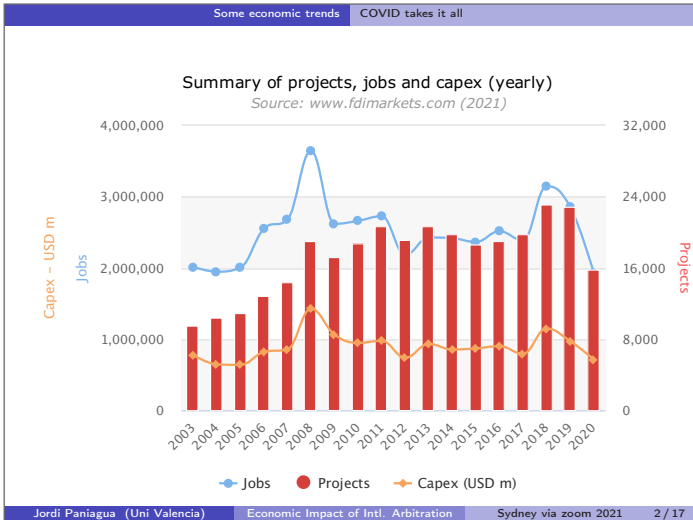 Some economic trends COVID takes it all
Summary of projects, jobs and capex (yearly)
Source: www.fdimarkets.com (2021)
4,000,000 32,000
3,000,000 24,000
2,000,000 16,000
1,000,000 8,000
0 0
Capex – USD m
Jobs
Projects
2003 2004 2005 2006 2007 2008 2009 2010 2011 2012 2013 2014 2015 2016 2017 2018 2019 2020
Jobs Projects Capex (USD m)
Jordi Paniagua (Uni Valencia) Economic Impact of Intl. Arbitration Sydney via zoom 2021 2 / 17